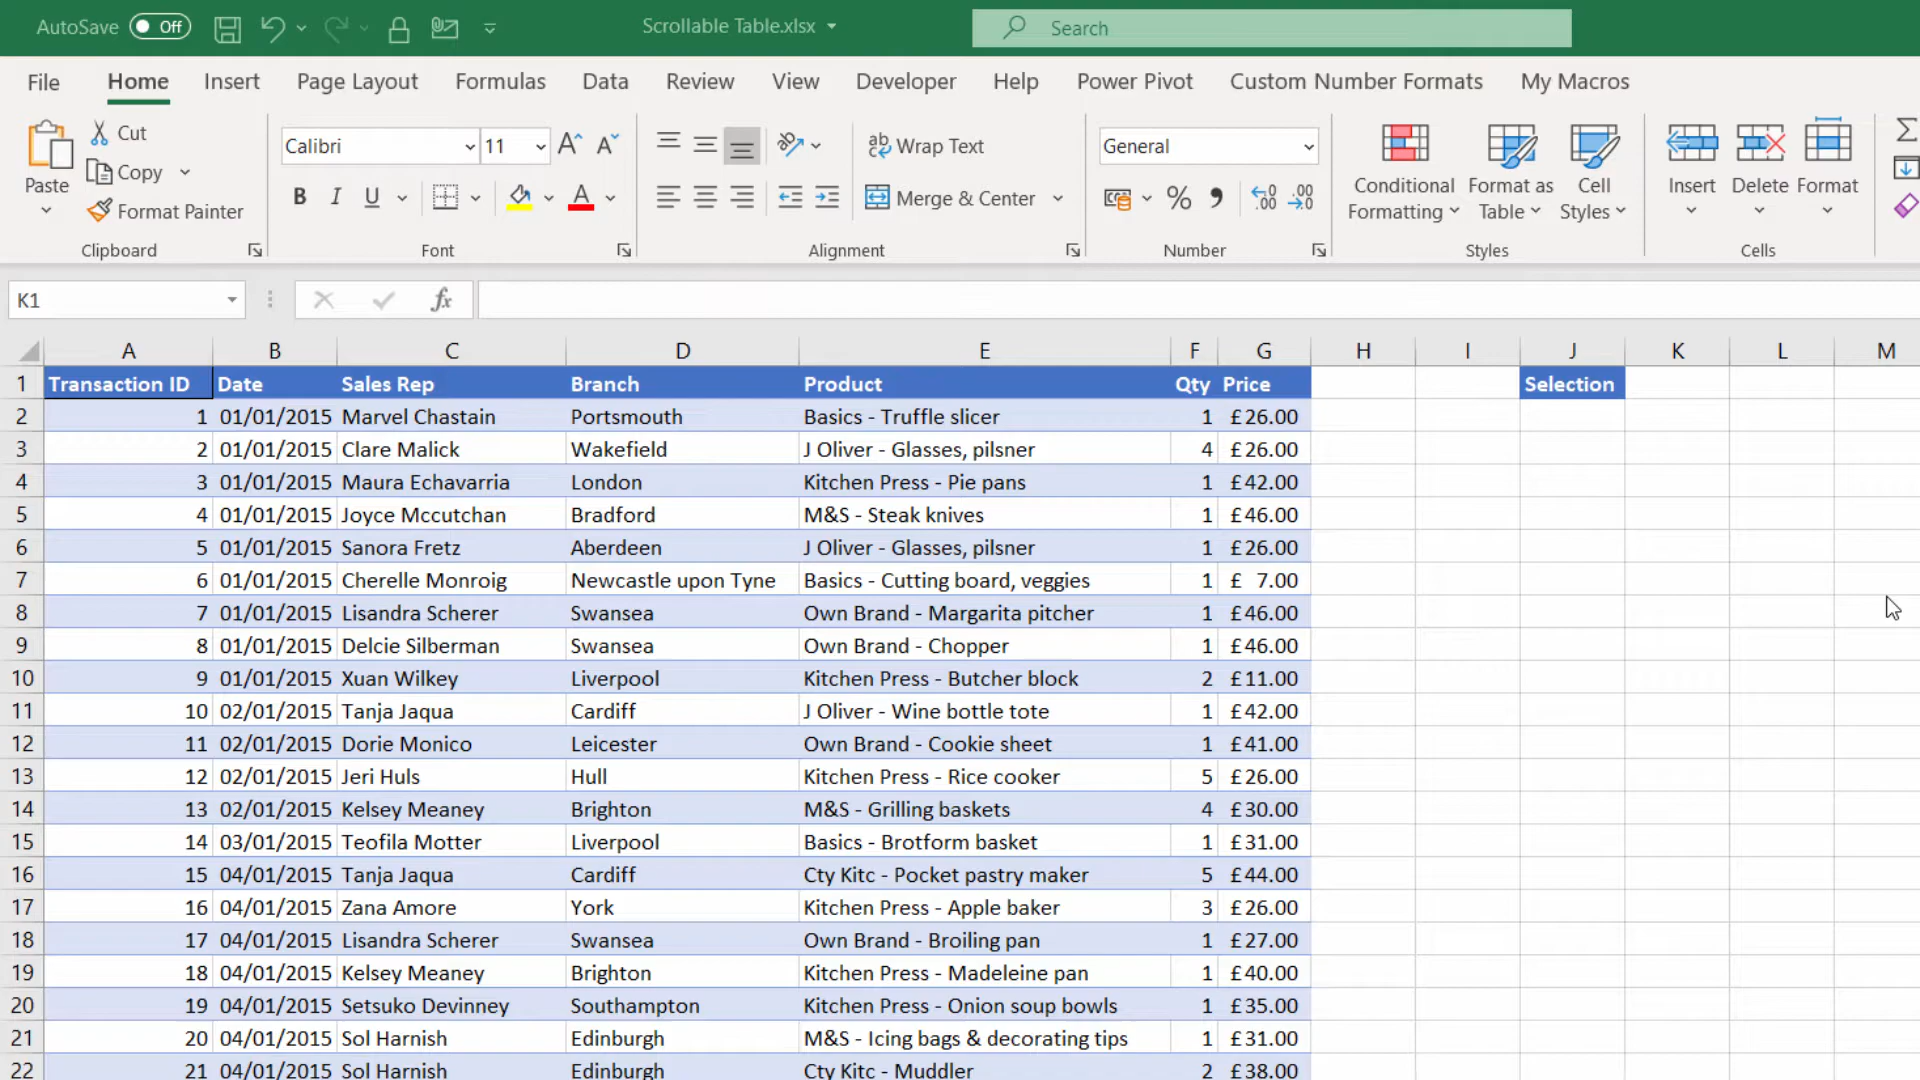 AutoSave Off Scrollable Table.xlsx Search
File Home Insert Page Layout Formulas Data Review View Developer Help Power Pivot Custom Number Formats My Macros
Paste Cut Copy Format Painter
Clipboard
Calibri 11
B I U A
Font
ab Wrap Text
Merge & Center
Alignment
General
% , .00 .00
Number
Conditional Formatting Format as Table Cell Styles
Styles
Insert Delete Format
Cells
K1 fx
A B C D E F G H I J K L M
1 Transaction ID Date Sales Rep Branch Product Qty Price Selection
2 1 01/01/2015 Marvel Chastain Portsmouth Basics - Truffle slicer 1 £26.00
3 2 01/01/2015 Clare Malick Wakefield J Oliver - Glasses, pilsner 4 £26.00
4 3 01/01/2015 Maura Echavarria London Kitchen Press - Pie pans 1 £42.00
5 4 01/01/2015 Joyce Mccutchan Bradford M&S - Steak knives 1 £46.00
6 5 01/01/2015 Sanora Fretz Aberdeen J Oliver - Glasses, pilsner 1 £26.00
7 6 01/01/2015 Cherelle Monroig Newcastle upon Tyne Basics - Cutting board, veggies 1 £ 7.00
8 7 01/01/2015 Lisandra Scherer Swansea Own Brand - Margarita pitcher 1 £46.00
9 8 01/01/2015 Delcie Silberman Swansea Own Brand - Chopper 1 £46.00
10 9 01/01/2015 Xuan Wilkey Liverpool Kitchen Press - Butcher block 2 £11.00
11 10 02/01/2015 Tanja Jaqua Cardiff J Oliver - Wine bottle tote 1 £42.00
12 11 02/01/2015 Dorie Monico Leicester Own Brand - Cookie sheet 1 £41.00
13 12 02/01/2015 Jeri Huls Hull Kitchen Press - Rice cooker 5 £26.00
14 13 02/01/2015 Kelsey Meaney Brighton M&S - Grilling baskets 4 £30.00
15 14 03/01/2015 Teofila Motter Liverpool Basics - Brotform basket 1 £31.00
16 15 04/01/2015 Tanja Jaqua Cardiff Cty Kitc - Pocket pastry maker 5 £44.00
17 16 04/01/2015 Zana Amore York Kitchen Press - Apple baker 3 £26.00
18 17 04/01/2015 Lisandra Scherer Swansea Own Brand - Broiling pan 1 £27.00
19 18 04/01/2015 Kelsey Meaney Brighton Kitchen Press - Madeleine pan 1 £40.00
20 19 04/01/2015 Setsuko Devinney Southampton Kitchen Press - Onion soup bowls 1 £35.00
21 20 04/01/2015 Sol Harnish Edinburgh M&S - Icing bags & decorating tips 1 £31.00
22 21 04/01/2015 Sol Harnish Edinburgh Cty Kitc - Muddler 2 £38.00